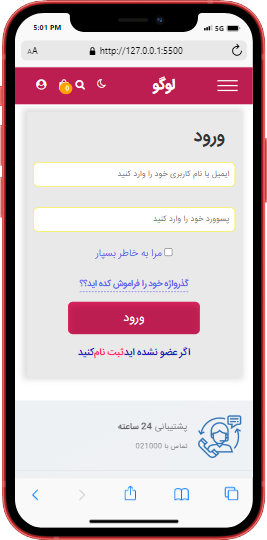 5:01 PM
5G
AA
http://127.0.0.1:5500
لوگو
0
ورود
ایمیل یا نام کاربری خود را وارد کنید
پسوورد خود را وارد کنید
مرا به خاطر بسپار
گذرواژه خود را فراموش کده اید؟؟
ورود
اگر عضو نشده اید ثبت نام کنید
پشتیبانی 24 ساعته
تماس با 021000